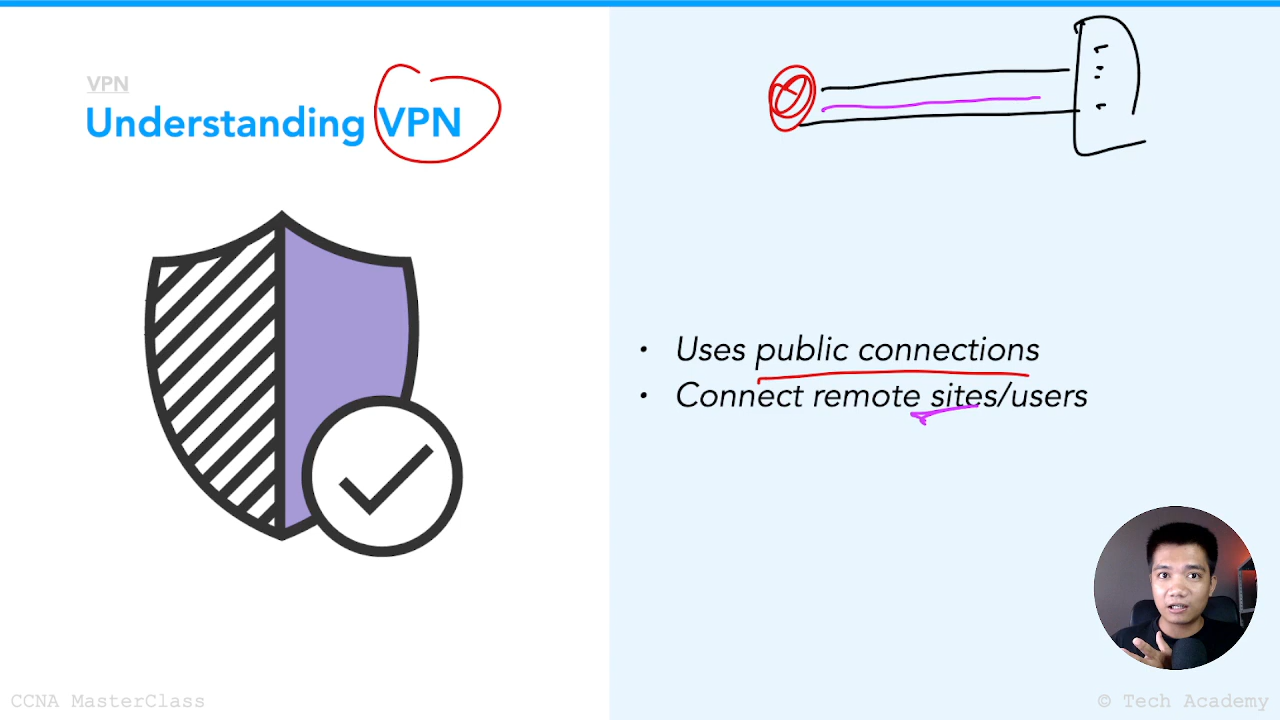 VPN
Understanding VPN
• Uses public connections
• Connect remote sites/users
CCNA MasterClass
© Tech Academy